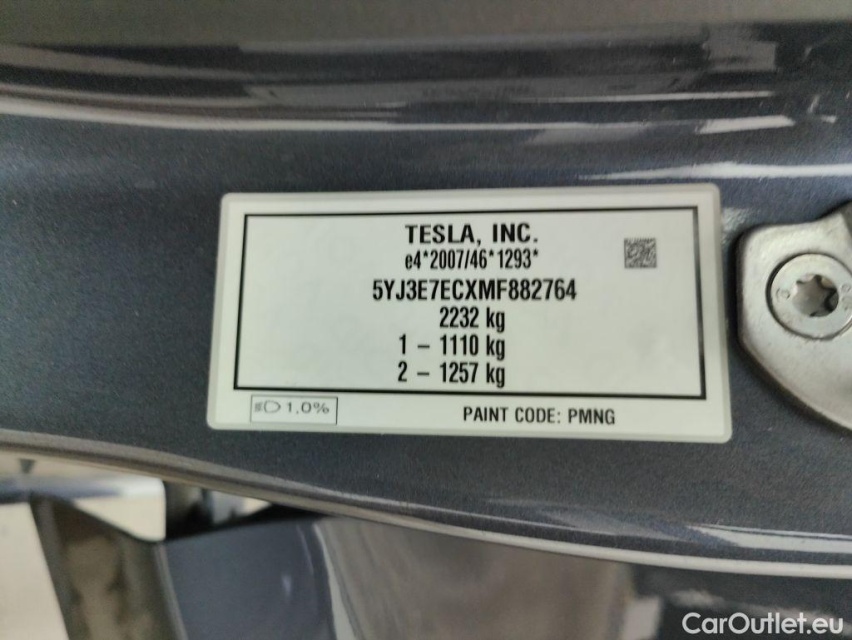 TESLA, INC.
e4*2007/46*1293*
5YJ3E7ECXMF882764
2232 kg
1 – 1110 kg
2 – 1257 kg
1,0%
PAINT CODE: PMNG
CarOutlet.eu